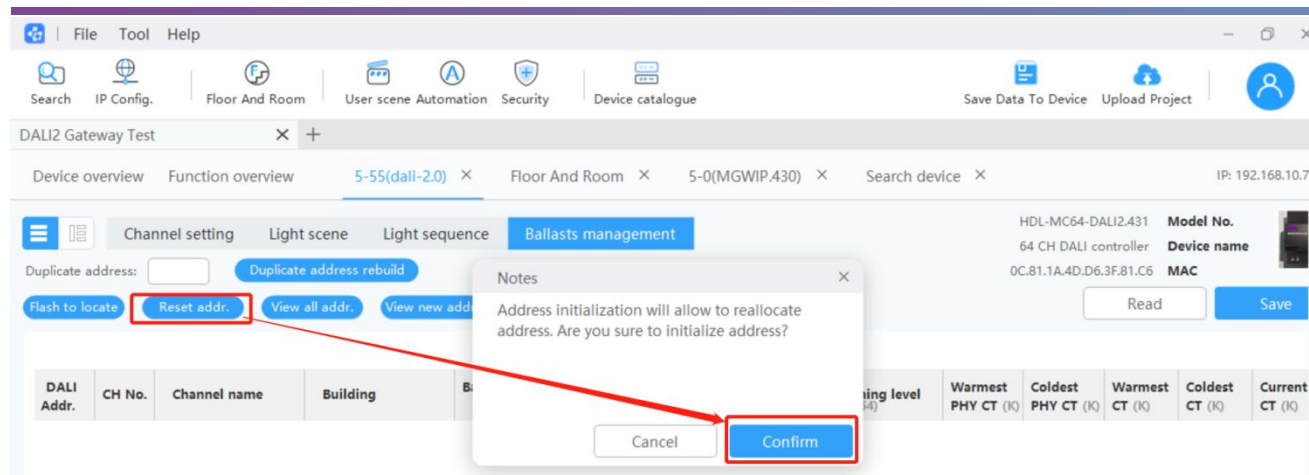 File Tool Help
Search IP Config. Floor And Room User scene Automation Security Device catalogue Save Data To Device Upload Project
DALI2 Gateway Test
Device overview Function overview 5-55(dali-2.0) Floor And Room 5-0(MGWIP.430) Search device IP: 192.168.10.7
Channel setting Light scene Light sequence Ballasts management
HDL-MC64-DALI2.431 Model No.
64 CH DALI controller Device name
0C.81.1A.4D.D6.3F.81.C6 MAC
Duplicate address: Duplicate address rebuild
Flash to locate Reset addr. View all addr. View new Read Save
Notes
Address initialization will allow to reallocate
address. Are you sure to initialize address?
Cancel Confirm
DALI Addr. CH No. Channel name Building level Warmest PHY CT (K) Coldest PHY CT (K) Warmest CT (K) Coldest CT (K) Current CT (K)